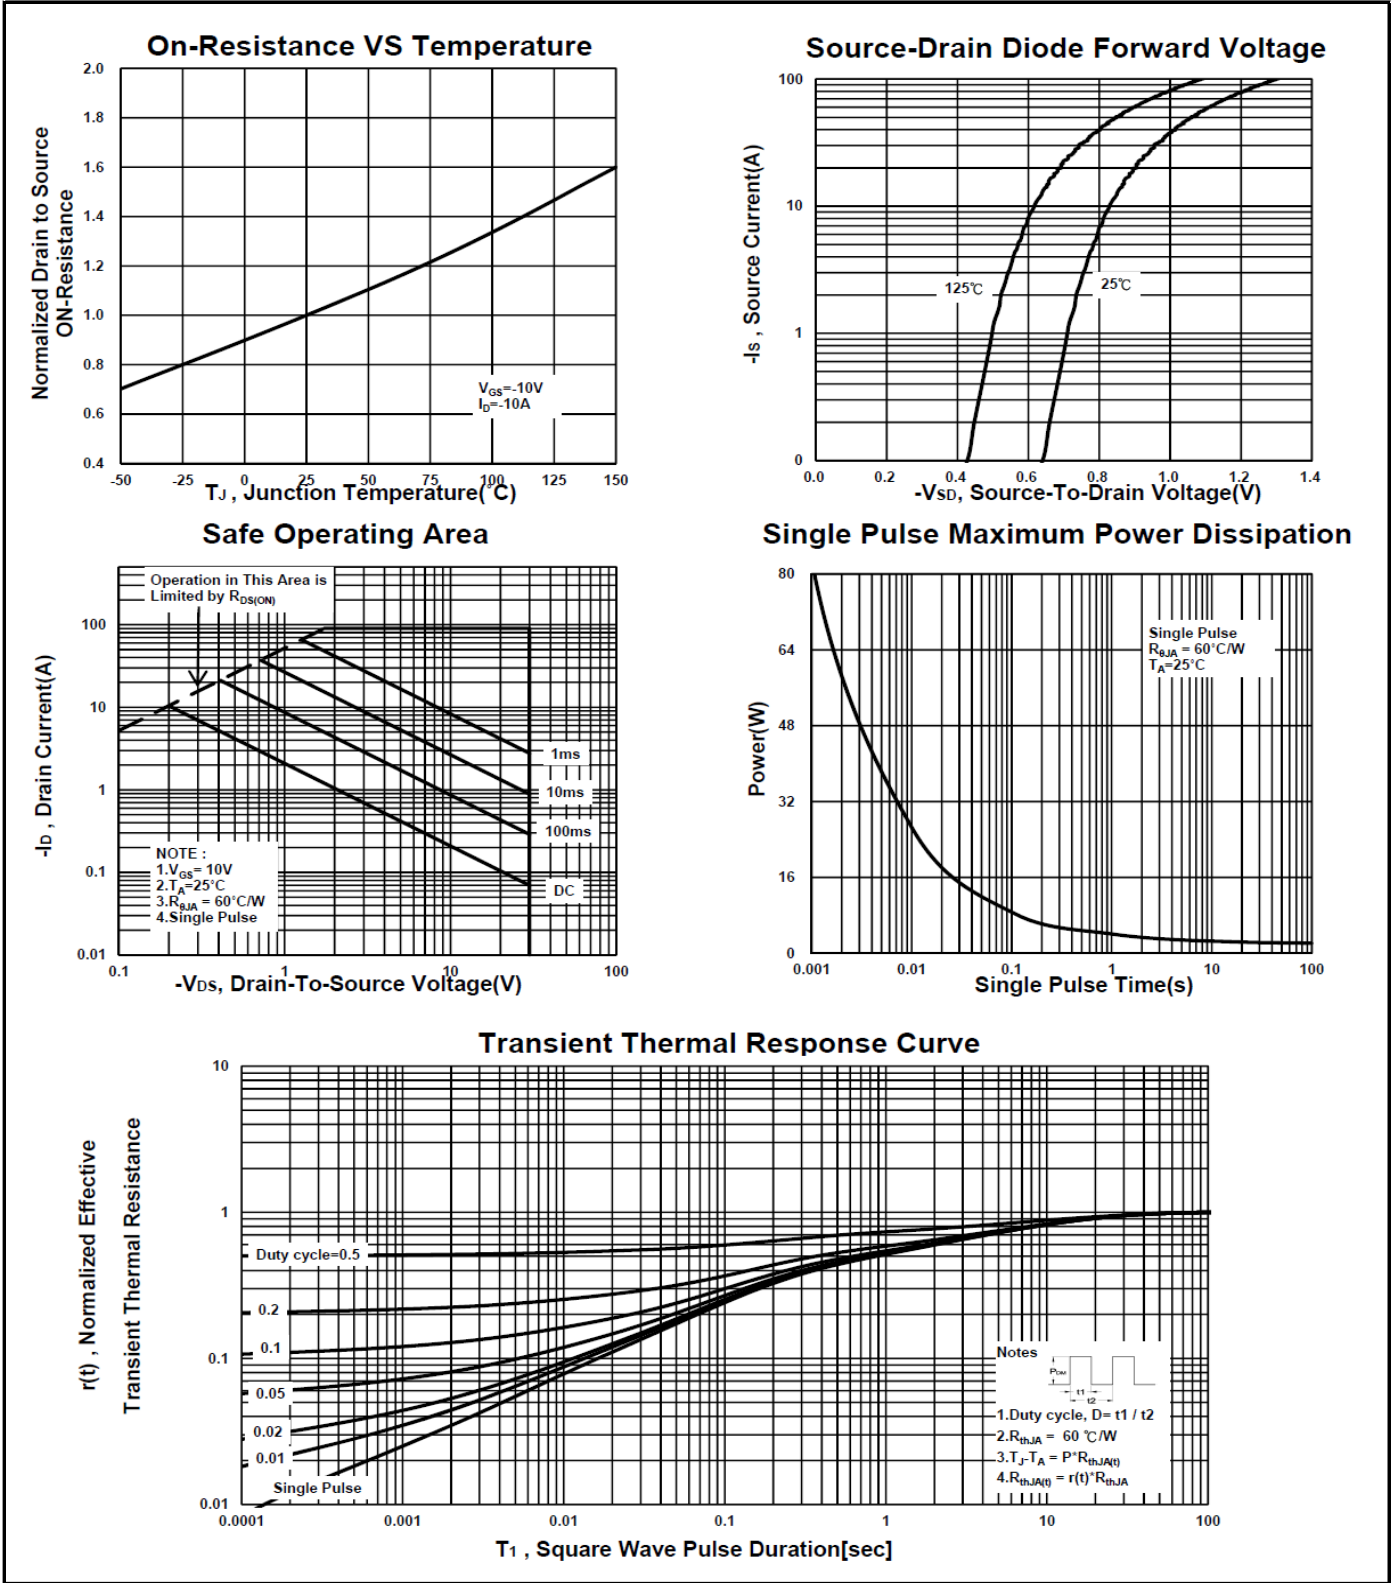 On-Resistance VS Temperature
Normalized Drain to Source
ON-Resistance
2.0
1.8
1.6
1.4
1.2
1.0
0.8
0.6
0.4
VGS=-10V
ID=-10A
-50 -25 0 25 50 75 100 125 150
TJ , Junction Temperature(°C)
Source-Drain Diode Forward Voltage
-IS , Source Current(A)
100
10
1
0
125℃
25℃
0.0 0.2 0.4 0.6 0.8 1.0 1.2 1.4
-VSD, Source-To-Drain Voltage(V)
Safe Operating Area
-ID , Drain Current(A)
Operation in This Area is
Limited by RDS(ON)
100
10
1
0.1
0.01
1ms
10ms
100ms
DC
NOTE :
1.VGS= 10V
2.TA=25°C
3.RθJA = 60°C/W
4.Single Pulse
0.1 1 10 100
-VDS, Drain-To-Source Voltage(V)
Single Pulse Maximum Power Dissipation
Power(W)
80
64
48
32
16
0
Single Pulse
RθJA = 60°C/W
TA=25°C
0.001 0.01 0.1 1 10 100
Single Pulse Time(s)
Transient Thermal Response Curve
r(t) , Normalized Effective
Transient Thermal Resistance
10
1
0.1
0.01
Duty cycle=0.5
0.2
0.1
0.05
0.02
0.01
Single Pulse
Notes
PDM
t1
t2
1.Duty cycle, D= t1 / t2
2.RthJA = 60 ℃/W
3.TJ-TA = P*RthJA(t)
4.RthJA(t) = r(t)*RthJA
0.0001 0.001 0.01 0.1 1 10 100
T1 , Square Wave Pulse Duration[sec]